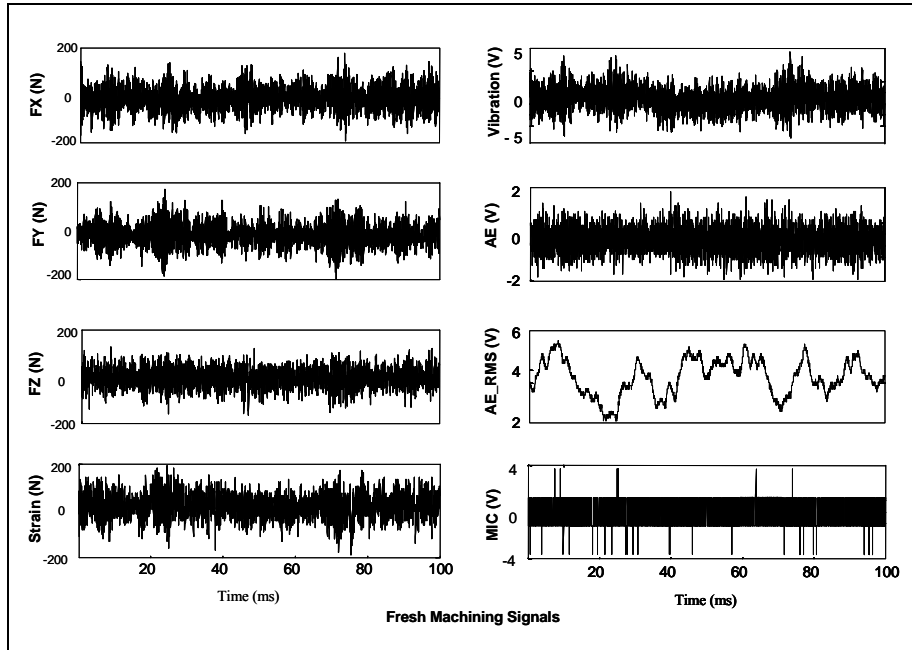 200
FX (N)
0
-200
200
FY (N)
0
-200
200
FZ (N)
0
-200
200
Strain (N)
0
-200
20 40 60 80 100
Time (ms)
5
Vibration (V)
0
- 5
2
AE (V)
0
-2
6
AE_RMS (V)
4
2
4
MIC (V)
0
-4
20 40 60 80 100
Time (ms)
Fresh Machining Signals